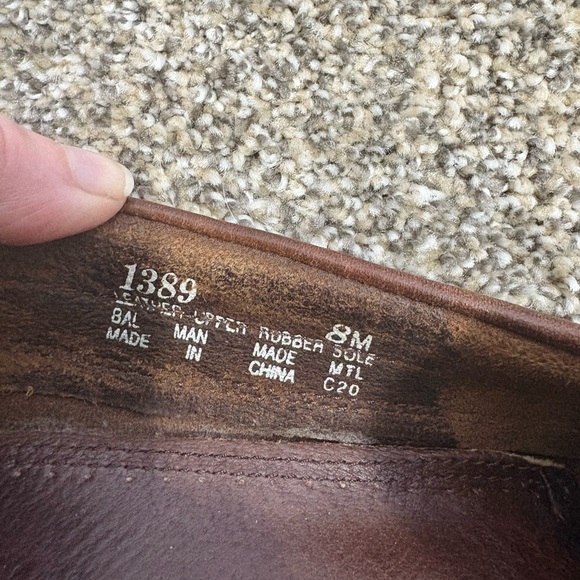 1389 8M
LEATHER UPPER RUBBER SOLE
BAL MAN MADE MTL
MADE IN CHINA C20